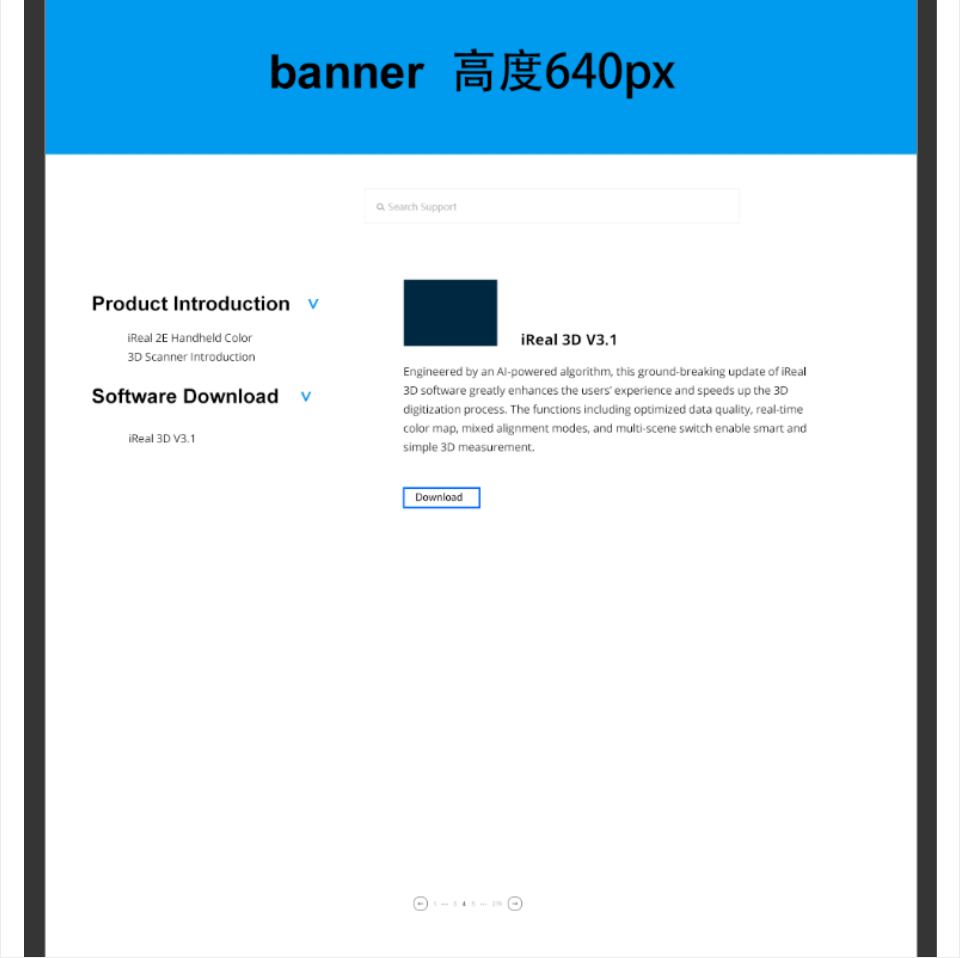 banner 高度640px
Search Support
Product Introduction V
iReal 2E Handheld Color
3D Scanner Introduction
Software Download V
iReal 3D V3.1
iReal 3D V3.1
Engineered by an AI-powered algorithm, this ground-breaking update of iReal
3D software greatly enhances the users’ experience and speeds up the 3D
digitization process. The functions including optimized data quality, real-time
color map, mixed alignment modes, and multi-scene switch enable smart and
simple 3D measurement.
Download
← 1 — 3 4 5 — →